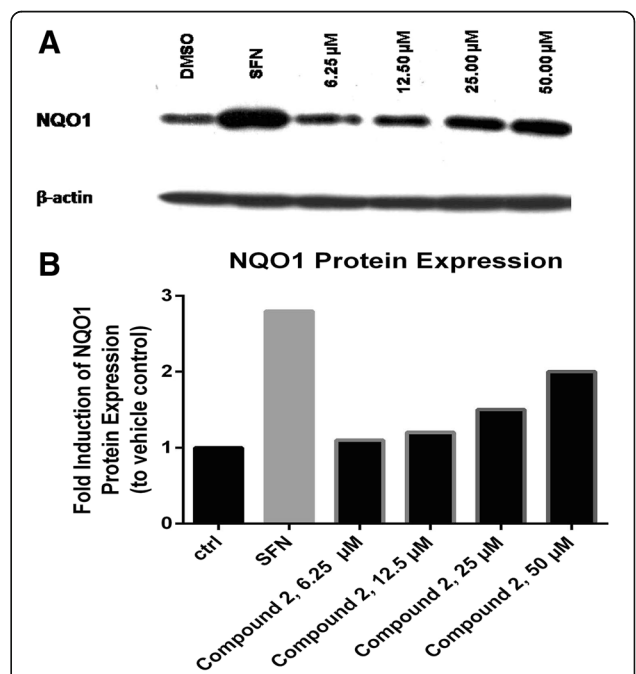 A
DMSO
SFN
6.25 µM
12.50 µM
25.00 µM
50.00 µM
NQO1
β-actin
B
NQO1 Protein Expression
Fold Induction of NQO1
Protein Expression
(to vehicle control)
3
2
1
0
ctrl
SFN
Compound 2, 6.25 µM
Compound 2, 12.5 µM
Compound 2, 25 µM
Compound 2, 50 µM